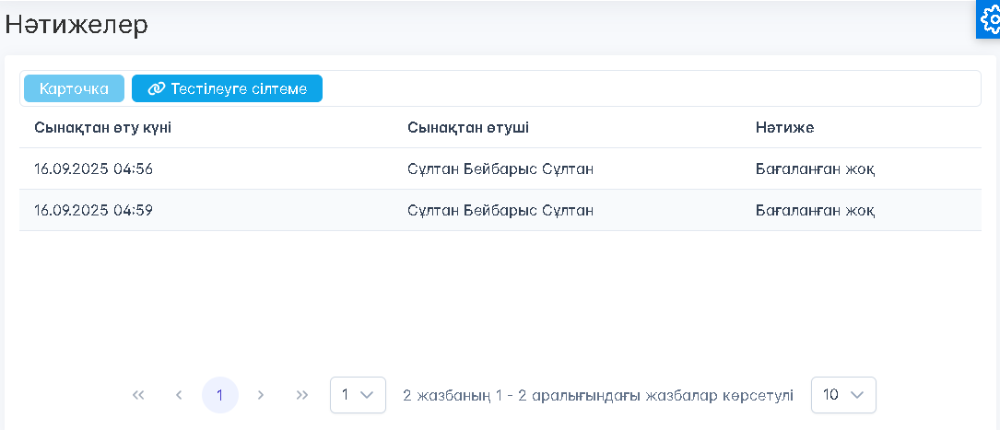 Нәтижелер
Карточка Тестілеуге сілтеме
Сынақтан өту күні Сынақтан өтуші Нәтиже
16.09.2025 04:56 Сұлтан Бейбарыс Сұлтан Бағаланған жоқ
16.09.2025 04:59 Сұлтан Бейбарыс Сұлтан Бағаланған жоқ
1 1 2 жазбаның 1 - 2 аралығындағы жазбалар көрсетулі 10